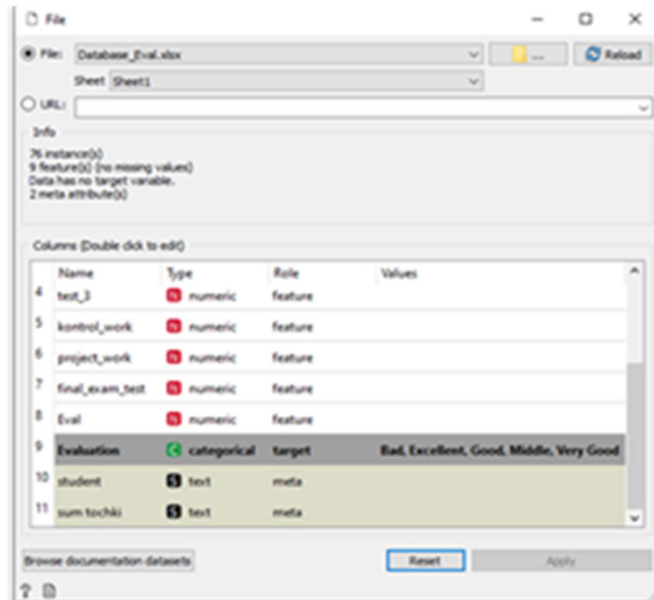 File
File: Database_Eval.xlsx ... Reload
Sheet Sheet1
URL:
Info
76 instance(s)
9 feature(s) (no missing values)
Data has no target variable.
2 meta attribute(s)
Columns (Double click to edit)
Name Type Role Values
4 test_3 N numeric feature
5 kontrol_work N numeric feature
6 project_work N numeric feature
7 final_exam_test N numeric feature
8 Eval N numeric feature
9 Evaluation C categorical target Bad, Excellent, Good, Middle, Very Good
10 student S text meta
11 sum tochki S text meta
Browse documentation datasets Reset Apply
?